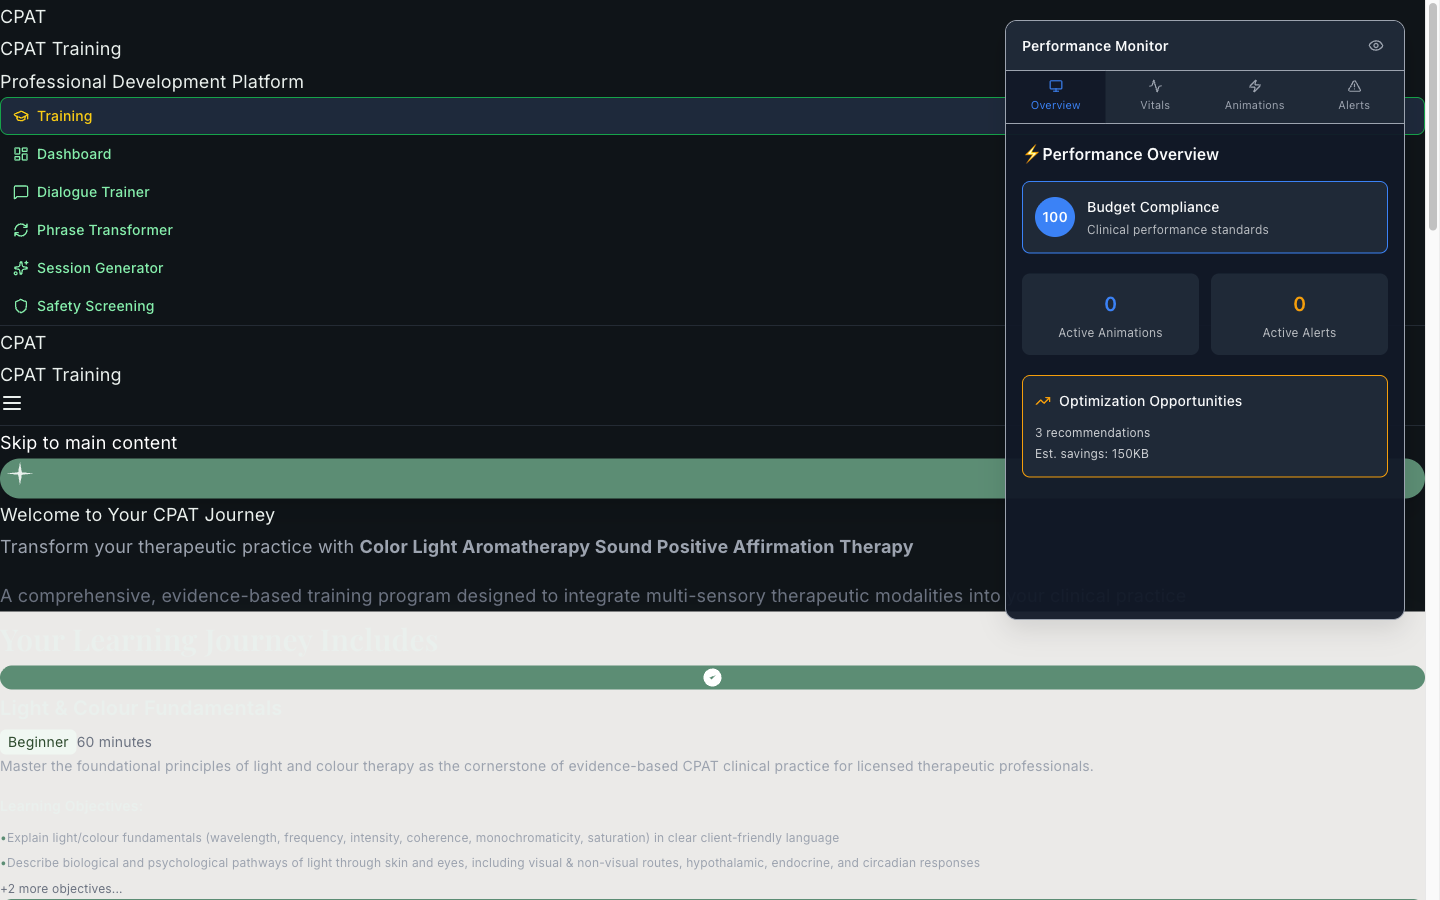 CPAT
CPAT Training
Professional Development Platform
Training
Dashboard
Dialogue Trainer
Phrase Transformer
Session Generator
Safety Screening
CPAT
CPAT Training
Skip to main content
Welcome to Your CPAT Journey
Transform your therapeutic practice with Color Light Aromatherapy Sound Positive Affirmation Therapy
A comprehensive, evidence-based training program designed to integrate multi-sensory therapeutic modalities into your clinical practice.
Your Learning Journey Includes
Light & Colour Fundamentals
Beginner 60 minutes
Master the foundational principles of light and colour therapy as the cornerstone of evidence-based CPAT clinical practice for licensed therapeutic professionals.
Learning Objectives:
•Explain light/colour fundamentals (wavelength, frequency, intensity, coherence, monochromaticity, saturation) in clear client-friendly language
•Describe biological and psychological pathways of light through skin and eyes, including visual & non-visual routes, hypothalamic, endocrine, and circadian responses
+2 more objectives...
Performance Monitor
Overview
Vitals
Animations
Alerts
⚡Performance Overview
100
Budget Compliance
Clinical performance standards
0
Active Animations
0
Active Alerts
Optimization Opportunities
3 recommendations
Est. savings: 150KB